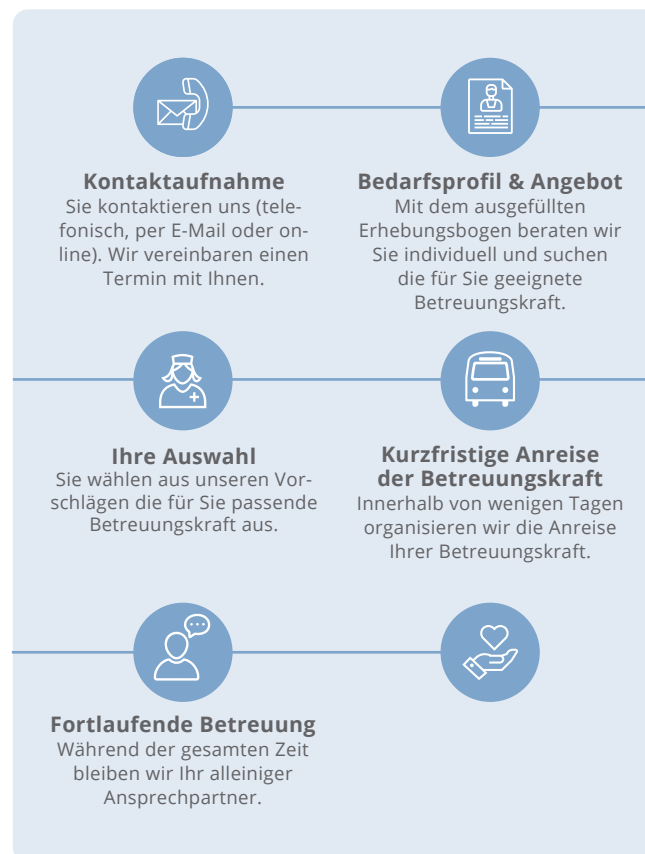 Kontaktaufnahme
Sie kontaktieren uns (tele-
fonisch, per E-Mail oder on-
line). Wir vereinbaren einen
Termin mit Ihnen.
Bedarfsprofil & Angebot
Mit dem ausgefüllten
Erhebungsbogen beraten wir
Sie individuell und suchen
die für Sie geeignete
Betreuungskraft.
Ihre Auswahl
Sie wählen aus unseren Vor-
schlägen die für Sie passende
Betreuungskraft aus.
Kurzfristige Anreise
der Betreuungskraft
Innerhalb von wenigen Tagen
organisieren wir die Anreise
Ihrer Betreuungskraft.
Fortlaufende Betreuung
Während der gesamten Zeit
bleiben wir Ihr alleiniger
Ansprechpartner.